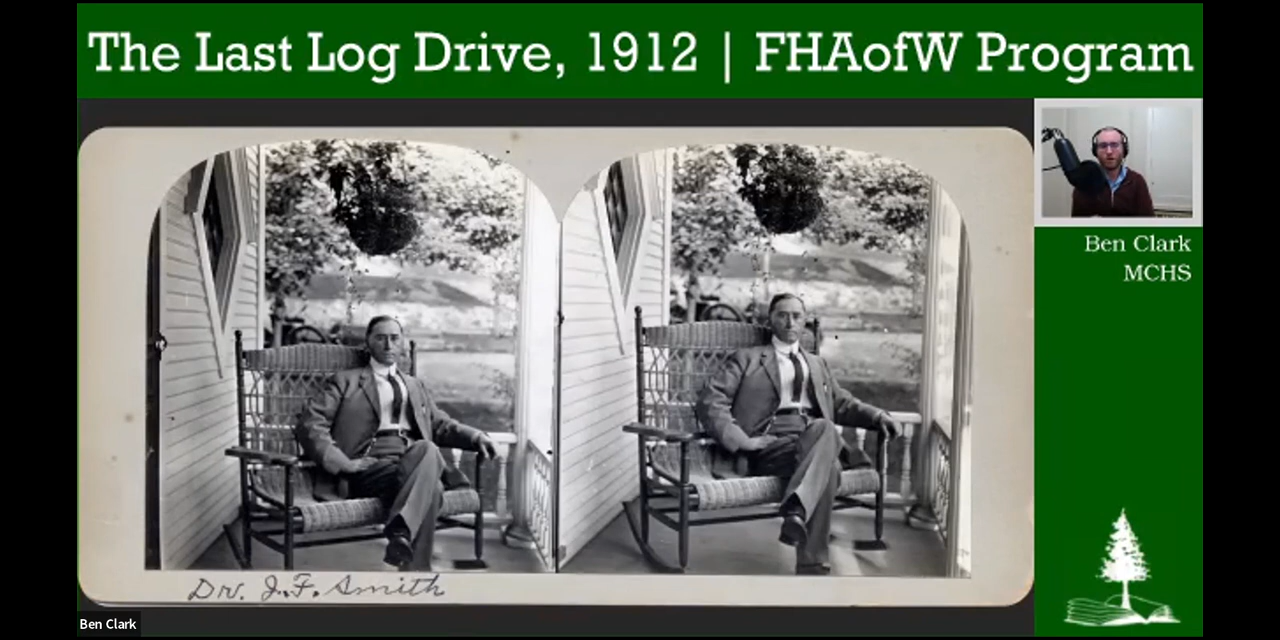 The Last Log Drive, 1912 | FHAofW Program
Ben Clark
MCHS
Dr. J.F. Smith
Ben Clark